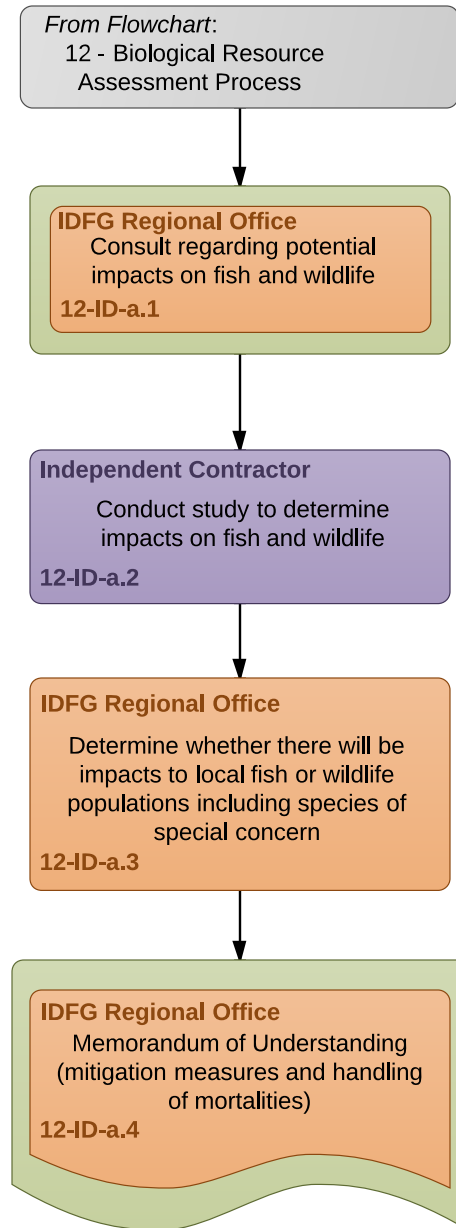 From Flowchart:
12 - Biological Resource
Assessment Process
IDFG Regional Office
Consult regarding potential
impacts on fish and wildlife
12-ID-a.1
Independent Contractor
Conduct study to determine
impacts on fish and wildlife
12-ID-a.2
IDFG Regional Office
Determine whether there will be
impacts to local fish or wildlife
populations including species of
special concern
12-ID-a.3
IDFG Regional Office
Memorandum of Understanding
(mitigation measures and handling
of mortalities)
12-ID-a.4